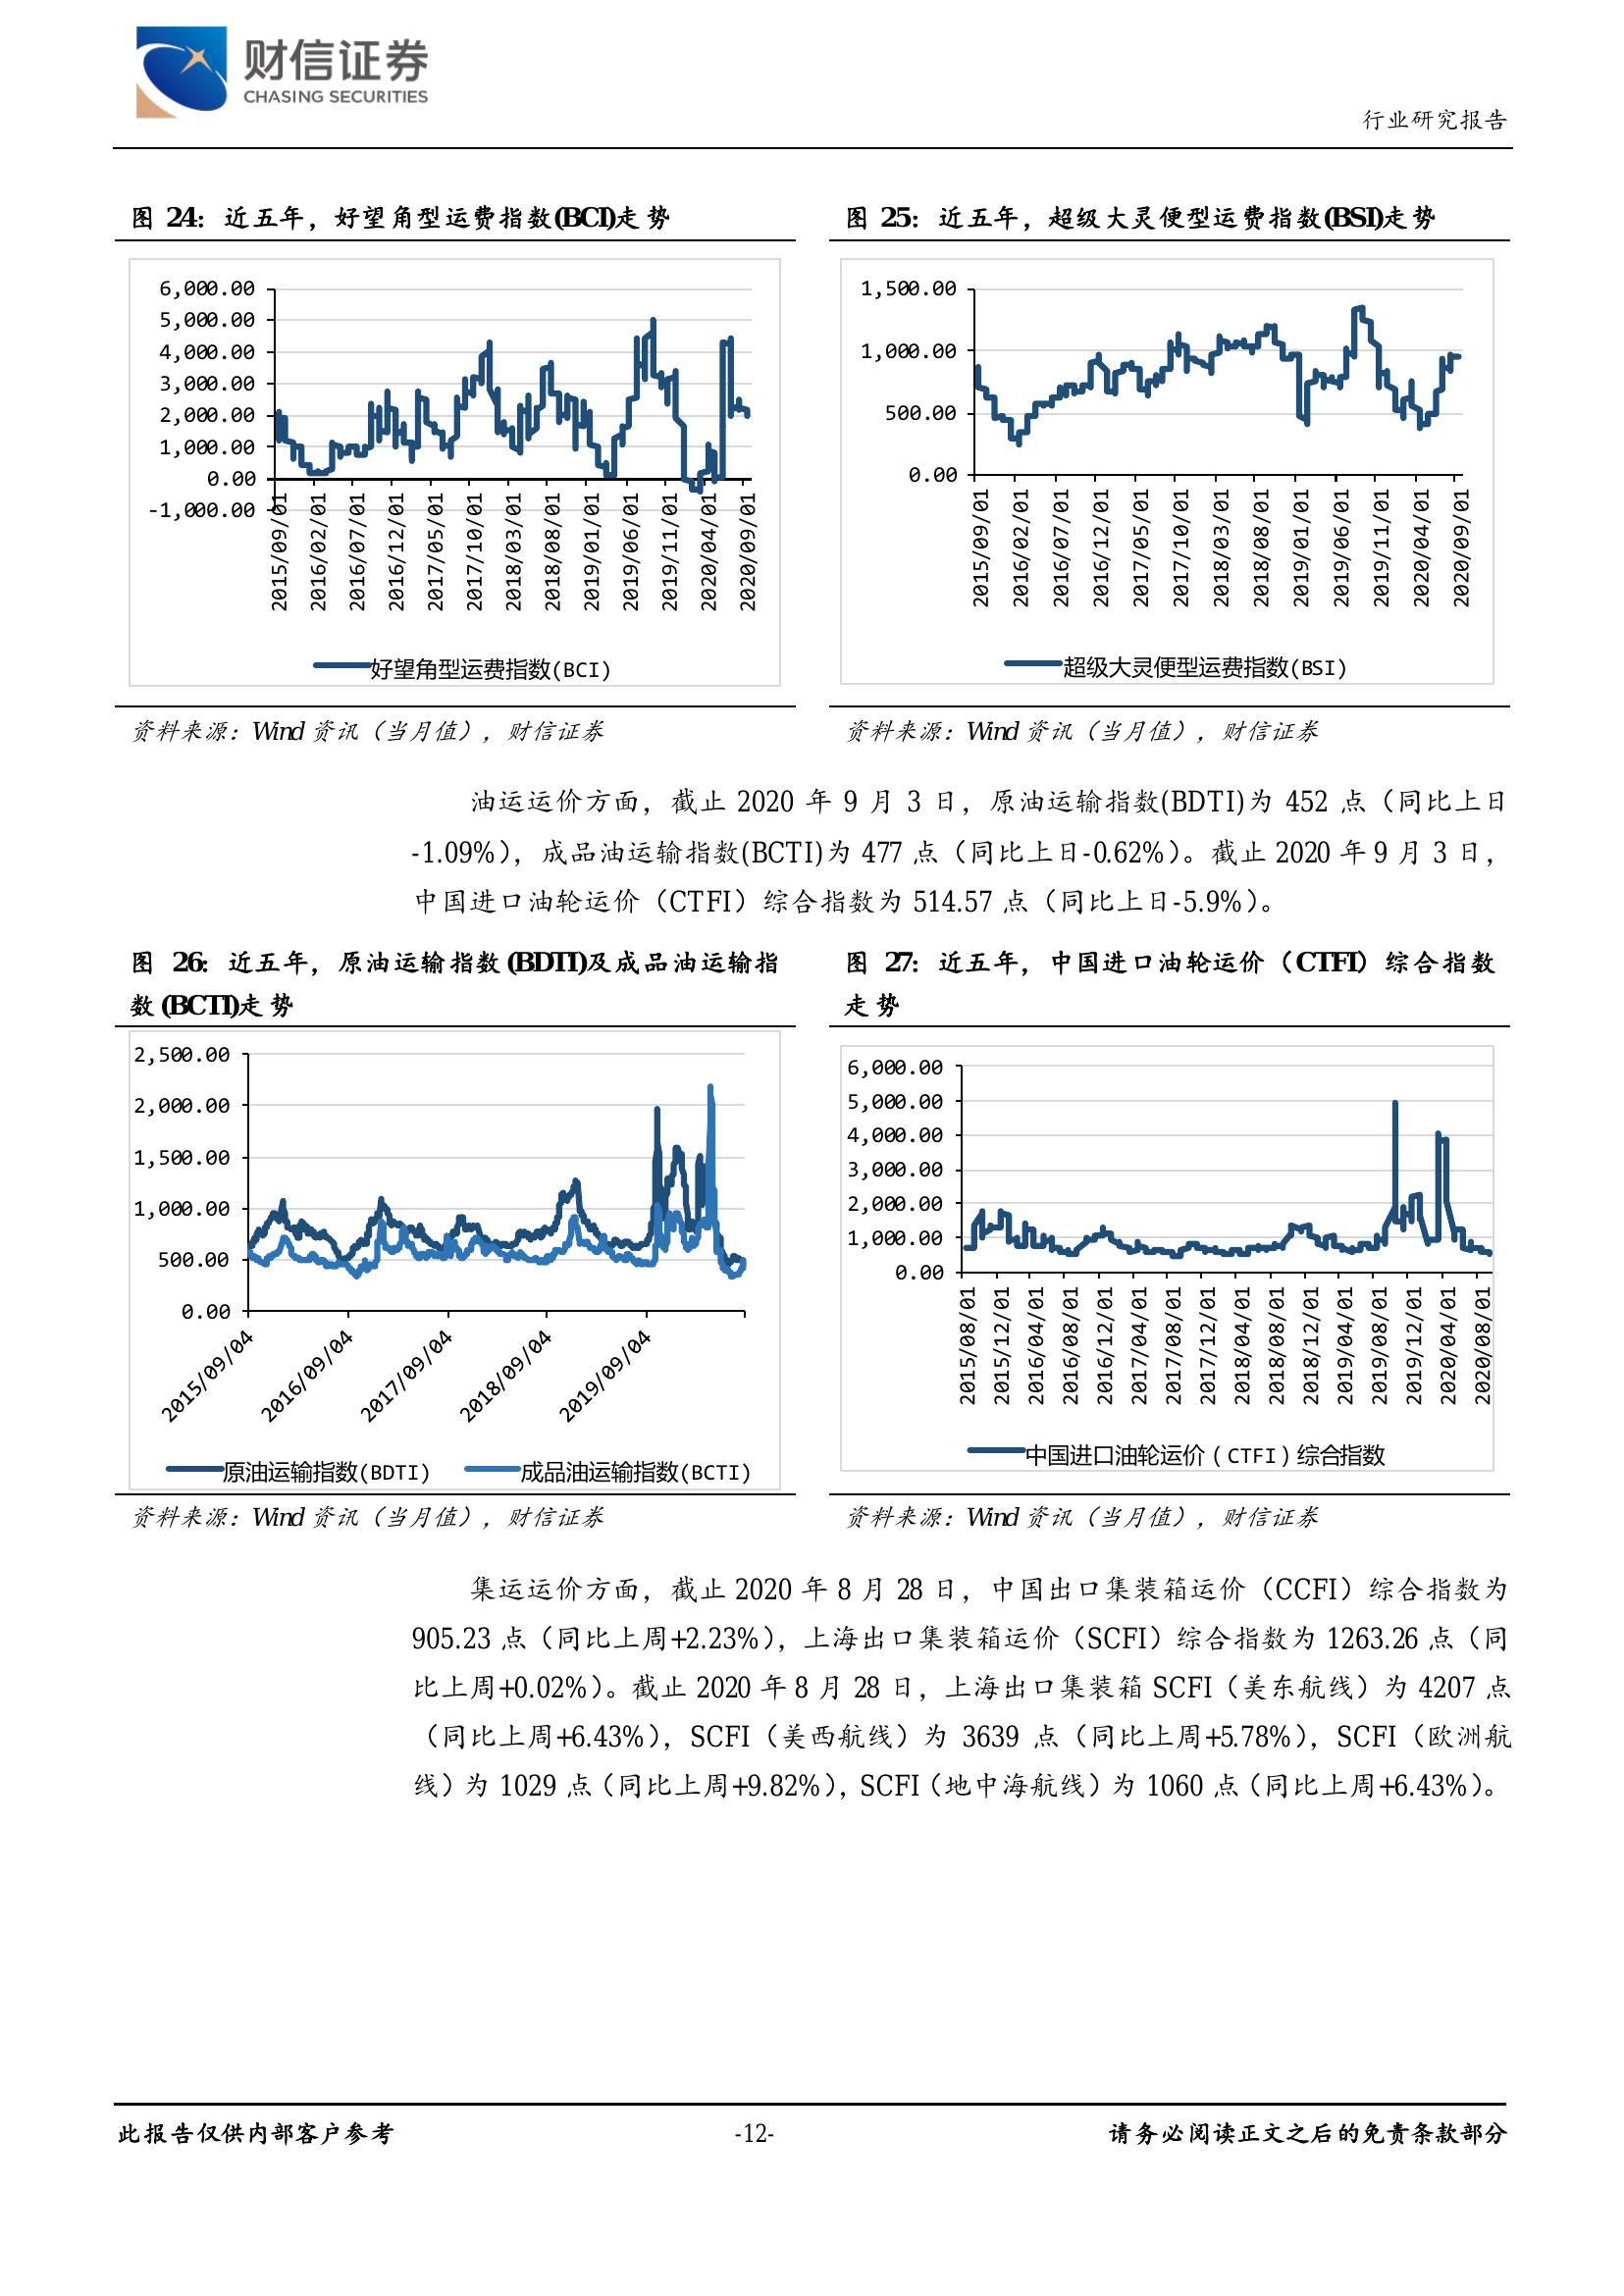 财信证券
CHASING SECURITIES
行业研究报告
图 24：近五年，好望角型运费指数(BCI)走势
图 25：近五年，超级大灵便型运费指数(BSI)走势
6,000.00
5,000.00
4,000.00
3,000.00
2,000.00
1,000.00
0.00
-1,000.00
2015/09/01
2016/02/01
2016/07/01
2016/12/01
2017/05/01
2017/10/01
2018/03/01
2018/08/01
2019/01/01
2019/06/01
2019/11/01
2020/04/01
2020/09/01
好望角型运费指数(BCI)
1,500.00
1,000.00
500.00
0.00
2015/09/01
2016/02/01
2016/07/01
2016/12/01
2017/05/01
2017/10/01
2018/03/01
2018/08/01
2019/01/01
2019/06/01
2019/11/01
2020/04/01
2020/09/01
超级大灵便型运费指数(BSI)
资料来源：Wind 资讯（当月值），财信证券
资料来源：Wind 资讯（当月值），财信证券
油运运价方面，截止 2020 年 9 月 3 日，原油运输指数(BDTI)为 452 点（同比上日
-1.09%），成品油运输指数(BCTI)为 477 点（同比上日-0.62%）。截止 2020 年 9 月 3 日，
中国进口油轮运价（CTFI）综合指数为 514.57 点（同比上日-5.9%）。
图 26：近五年，原油运输指数(BDTI)及成品油运输指
数(BCTI)走势
图 27：近五年，中国进口油轮运价（CTFI）综合指数
走势
2,500.00
2,000.00
1,500.00
1,000.00
500.00
0.00
2015/09/04
2016/09/04
2017/09/04
2018/09/04
2019/09/04
原油运输指数(BDTI)
成品油运输指数(BCTI)
6,000.00
5,000.00
4,000.00
3,000.00
2,000.00
1,000.00
0.00
2015/08/01
2015/12/01
2016/04/01
2016/08/01
2016/12/01
2017/04/01
2017/08/01
2017/12/01
2018/04/01
2018/08/01
2018/12/01
2019/04/01
2019/08/01
2019/12/01
2020/04/01
2020/08/01
中国进口油轮运价（CTFI）综合指数
资料来源：Wind 资讯（当月值），财信证券
资料来源：Wind 资讯（当月值），财信证券
集运运价方面，截止 2020 年 8 月 28 日，中国出口集装箱运价（CCFI）综合指数为
905.23 点（同比上周+2.23%），上海出口集装箱运价（SCFI）综合指数为 1263.26 点（同
比上周+0.02%）。截止 2020 年 8 月 28 日，上海出口集装箱 SCFI（美东航线）为 4207 点
（同比上周+6.43%），SCFI（美西航线）为 3639 点（同比上周+5.78%），SCFI（欧洲航
线）为 1029 点（同比上周+9.82%），SCFI（地中海航线）为 1060 点（同比上周+6.43%）。
此报告仅供内部客户参考
-12-
请务必阅读正文之后的免责条款部分